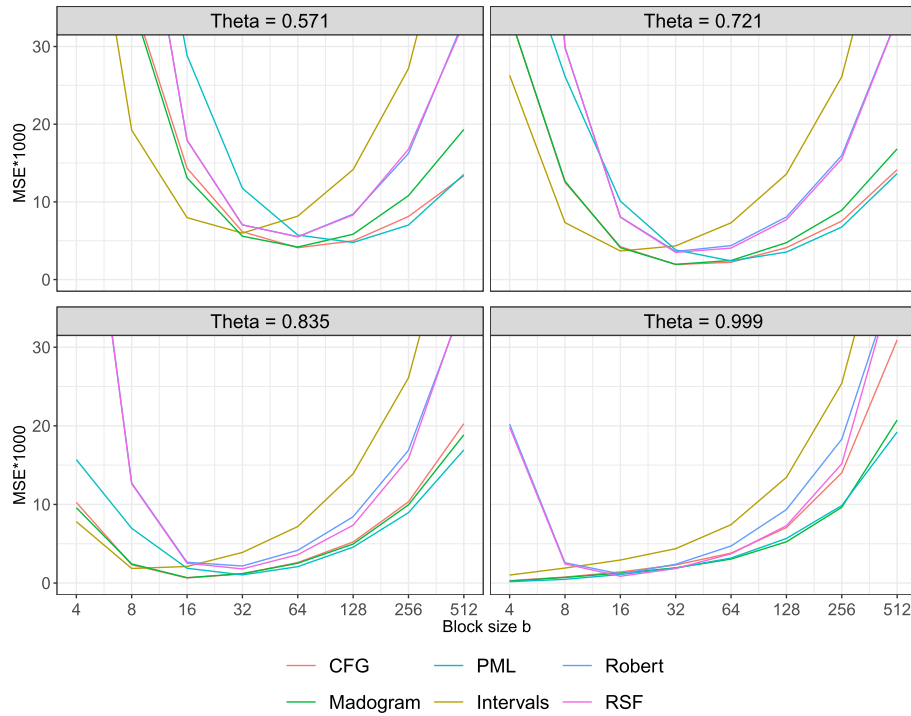 Theta = 0.571
Theta = 0.721
30
20
10
0
MSE*1000
Theta = 0.835
Theta = 0.999
30
20
10
0
MSE*1000
4 8 16 32 64 128 256 512
4 8 16 32 64 128 256 512
Block size b
CFG PML Robert
Madogram Intervals RSF